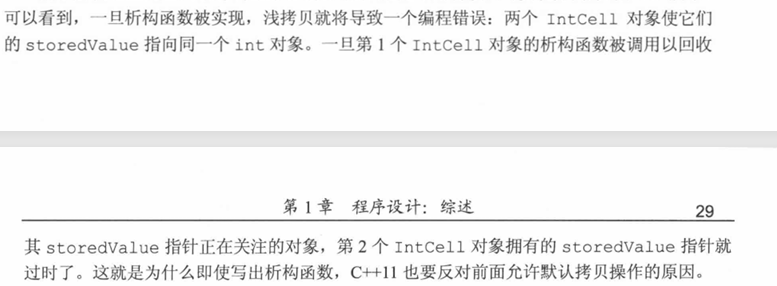 可以看到，一旦析构函数被实现，浅拷贝就将导致一个编程错误：两个 IntCell 对象使它们
的 storedValue 指向同一个 int 对象。一旦第 1 个 IntCell 对象的析构函数被调用以回收
第 1 章 程序设计：综述
29
其 storedValue 指针正在关注的对象，第 2 个 IntCell 对象拥有的 storedValue 指针就
过时了。这就是为什么即使写出析构函数，C++11 也要反对前面允许默认拷贝操作的原因。